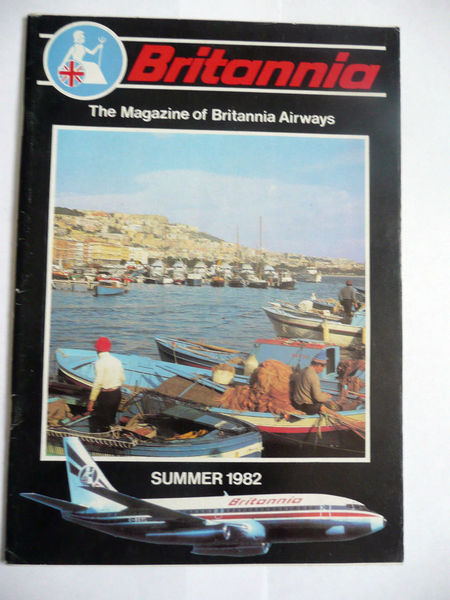 Britannia
The Magazine of Britannia Airways
SUMMER 1982
Britannia